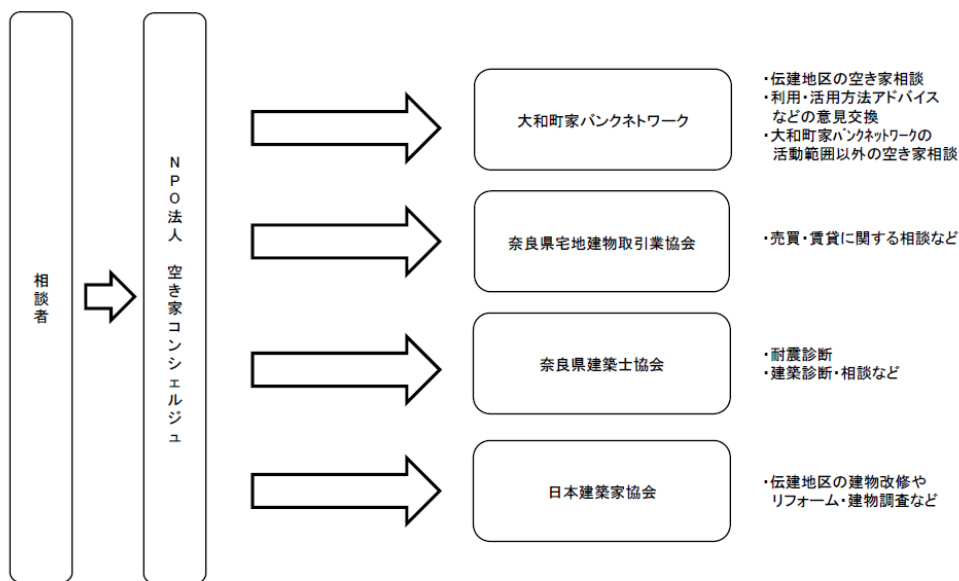 相談者
NPO法人　空き家コンシェルジュ
大和町家バンクネットワーク
・伝建地区の空き家相談
・利用・活用方法アドバイス
などの意見交換
・大和町家ﾊﾞﾝｸネットワークの
活動範囲以外の空き家相談
奈良県宅地建物取引業協会
・売買・賃貸に関する相談など
奈良県建築士協会
・耐震診断
・建築診断・相談など
日本建築家協会
・伝建地区の建物改修や
リフォーム・建物調査など